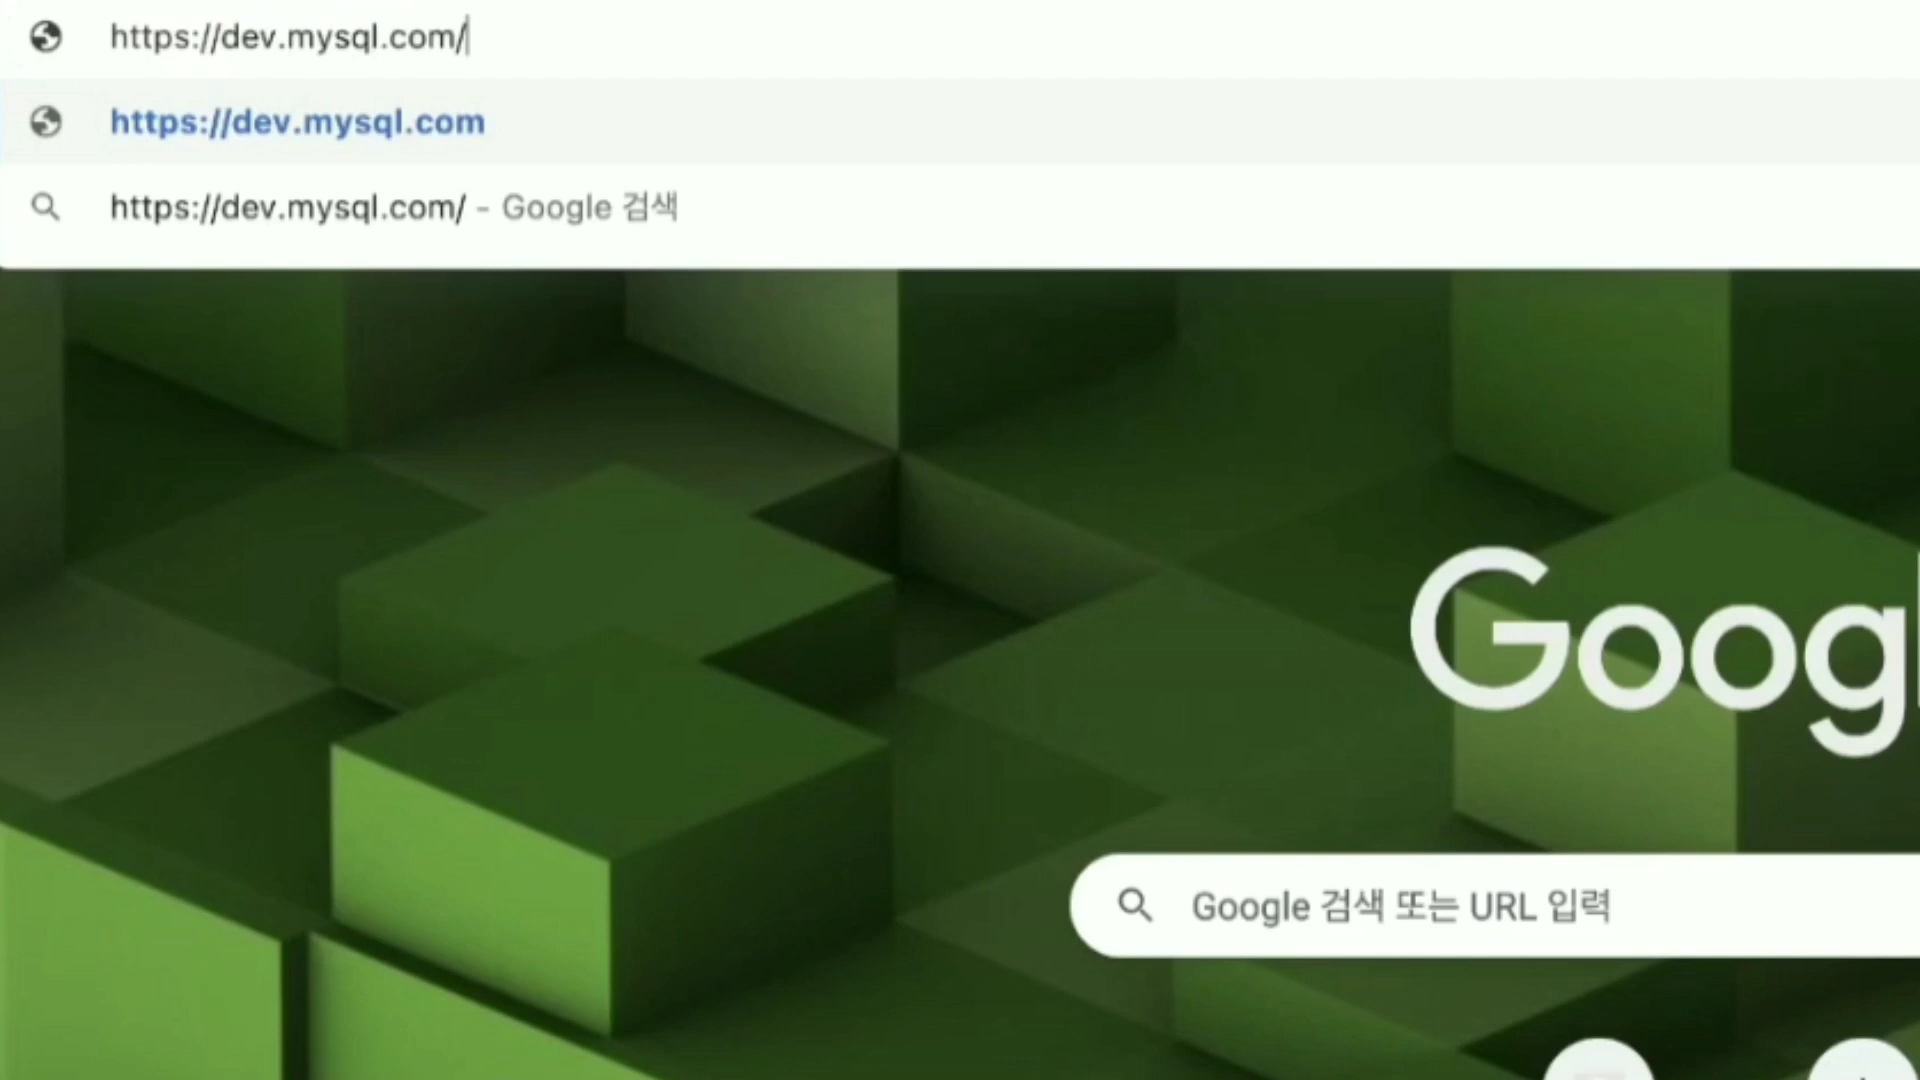 https://dev.mysql.com/
https://dev.mysql.com
https://dev.mysql.com/ - Google 검색
Google 검색 또는 URL 입력